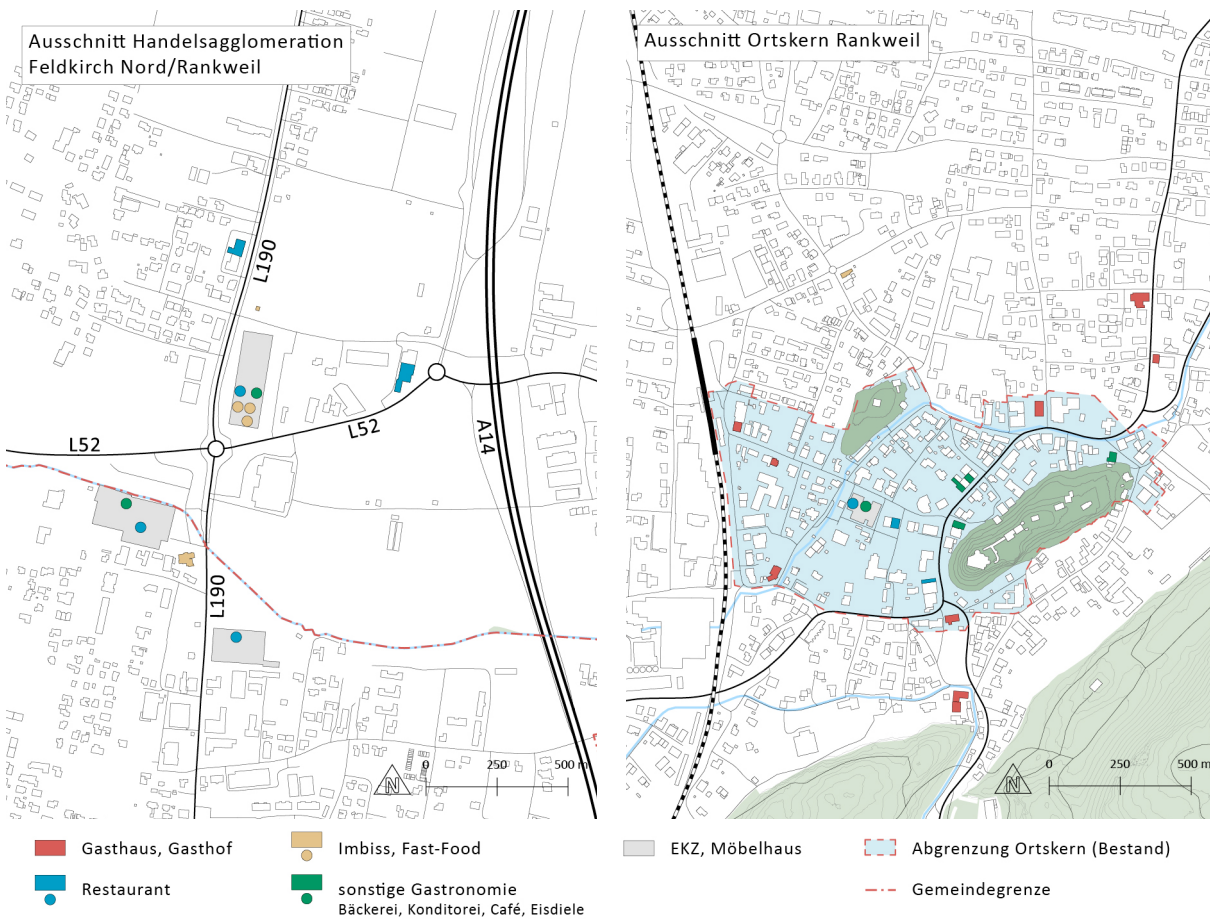 Ausschnitt Handelsagglomeration
Feldkirch Nord/Rankweil
L190
L52
L52
A14
L190
N
0 250 500 m
Ausschnitt Ortskern Rankweil
N
0 250 500 m
Gasthaus, Gasthof
Restaurant
Imbiss, Fast-Food
sonstige Gastronomie
Bäckerei, Konditorei, Café, Eisdiele
EKZ, Möbelhaus
Abgrenzung Ortskern (Bestand)
Gemeindegrenze